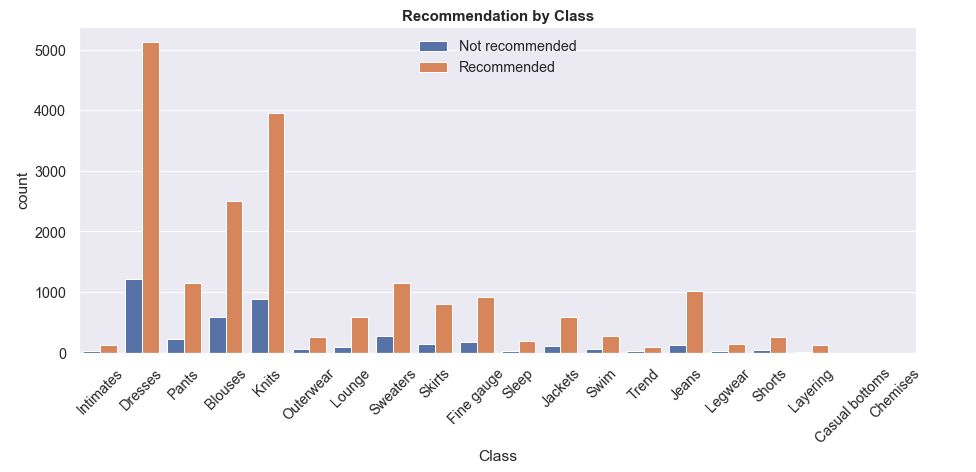 Recommendation by Class
Not recommended
Recommended
5000
4000
3000
2000
1000
0
count
Intimates
Dresses
Pants
Blouses
Knits
Outerwear
Lounge
Sweaters
Skirts
Fine gauge
Sleep
Jackets
Swim
Trend
Jeans
Legwear
Shorts
Layering
Casual bottoms
Chemises
Class